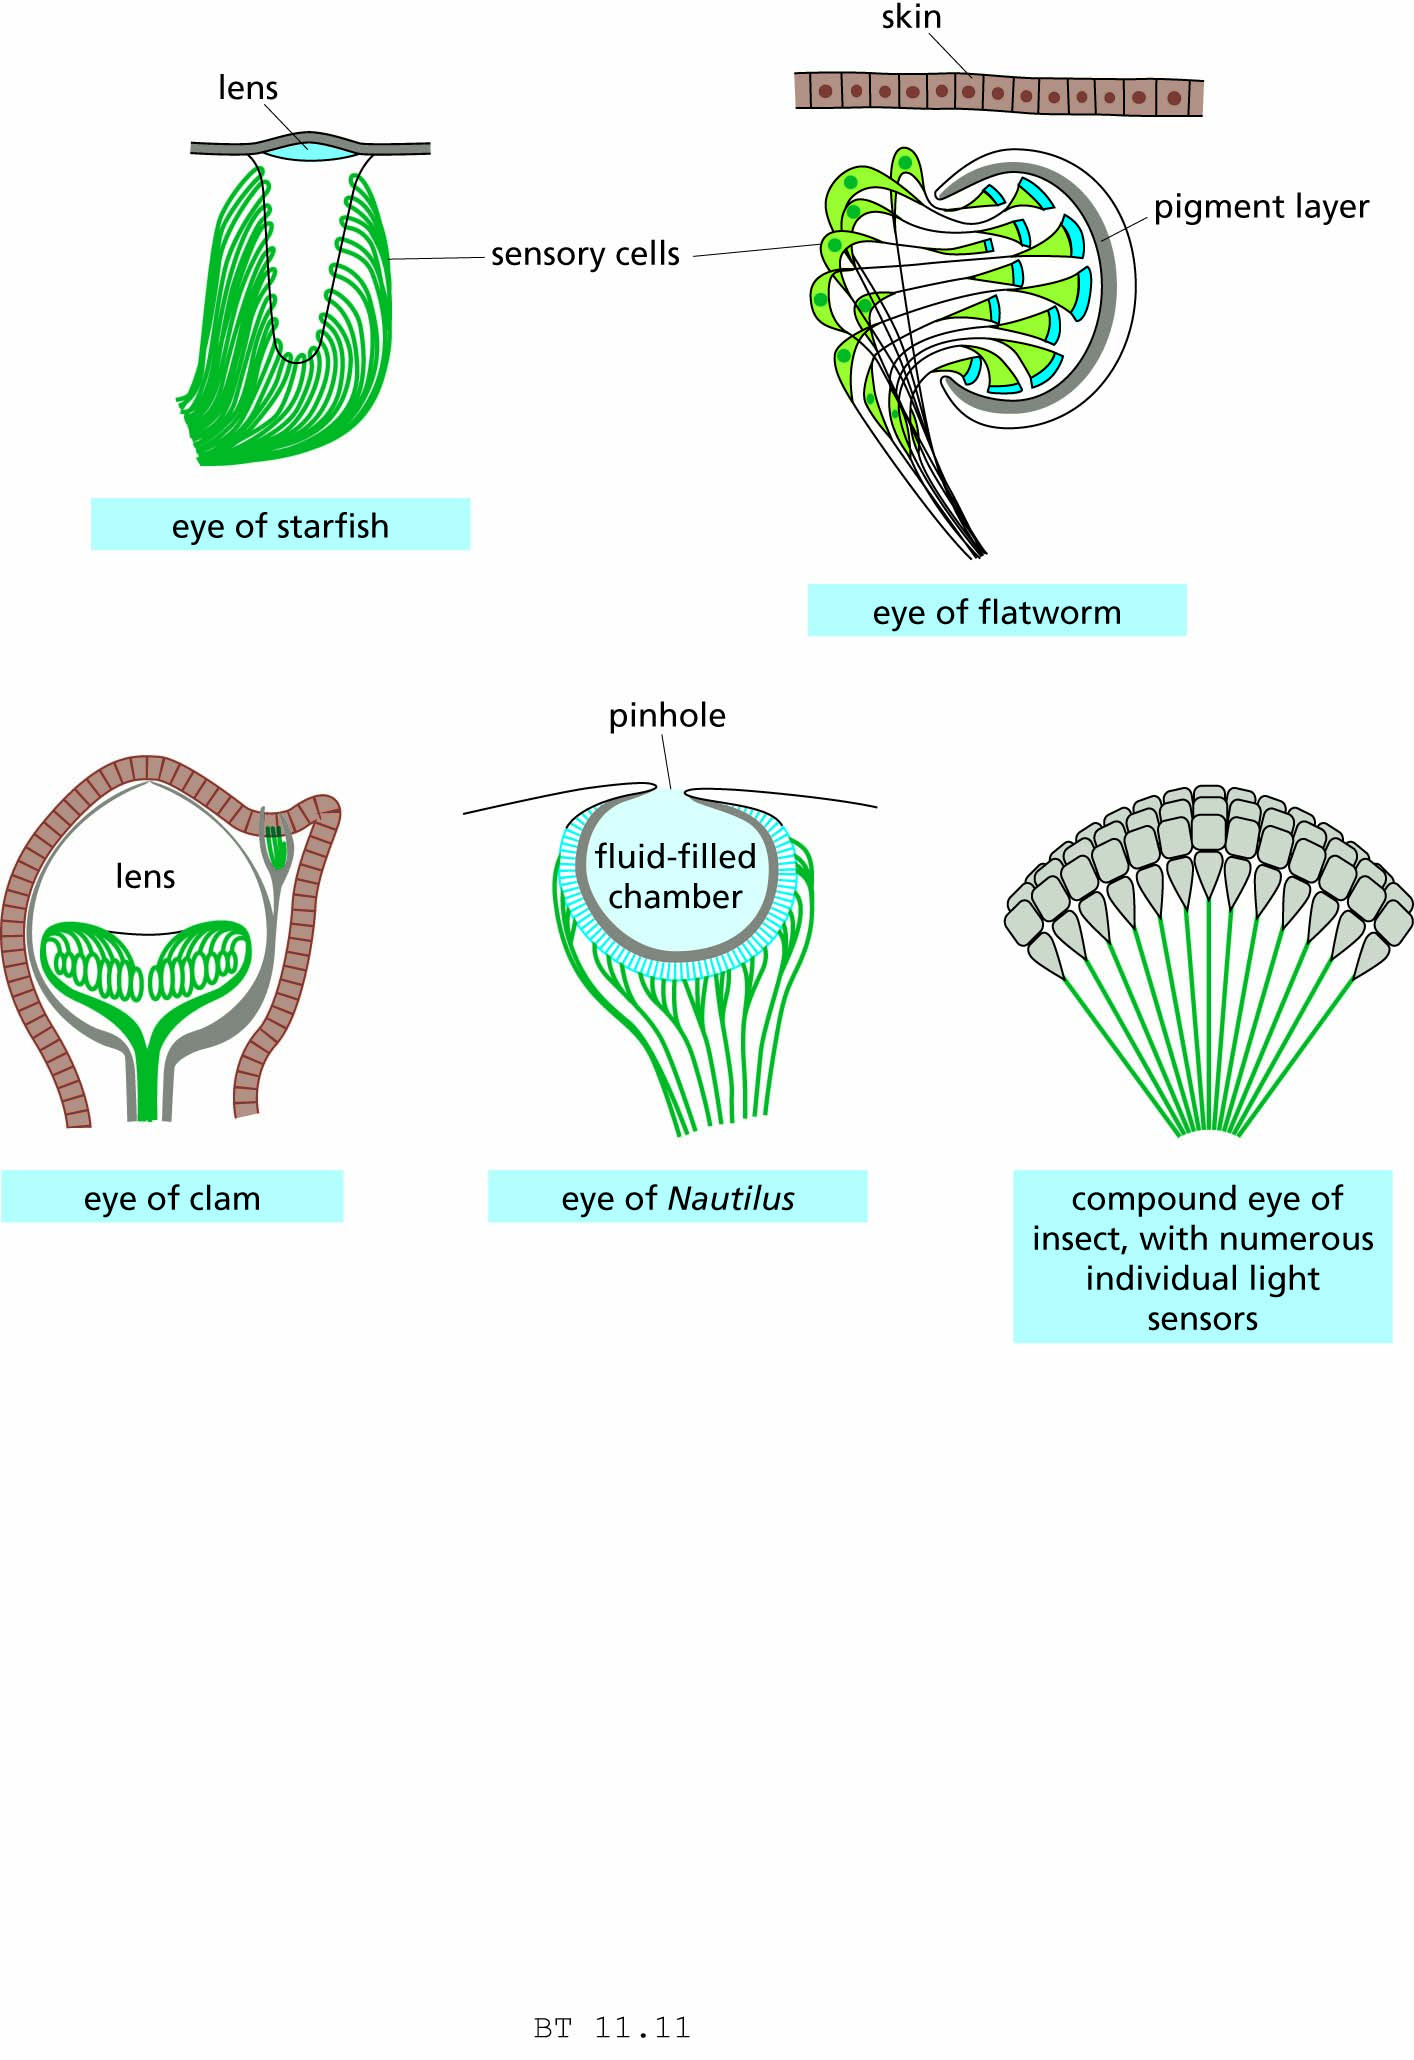 skin
lens
pigment layer
sensory cells
eye of starfish
eye of flatworm
pinhole
lens
fluid-filled
chamber
eye of clam
eye of Nautilus
compound eye of
insect, with numerous
individual light
sensors
BT 11.11